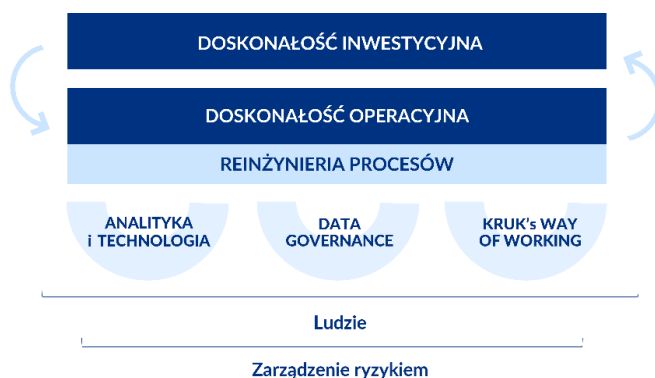 DOSKONAŁOŚĆ INWESTYCYJNA
DOSKONAŁOŚĆ OPERACYJNA
REINŻYNIERIA PROCESÓW
ANALITYKA
i TECHNOLOGIA
DATA
GOVERNANCE
KRUK's WAY
OF WORKING
Ludzie
Zarządzenie ryzykiem